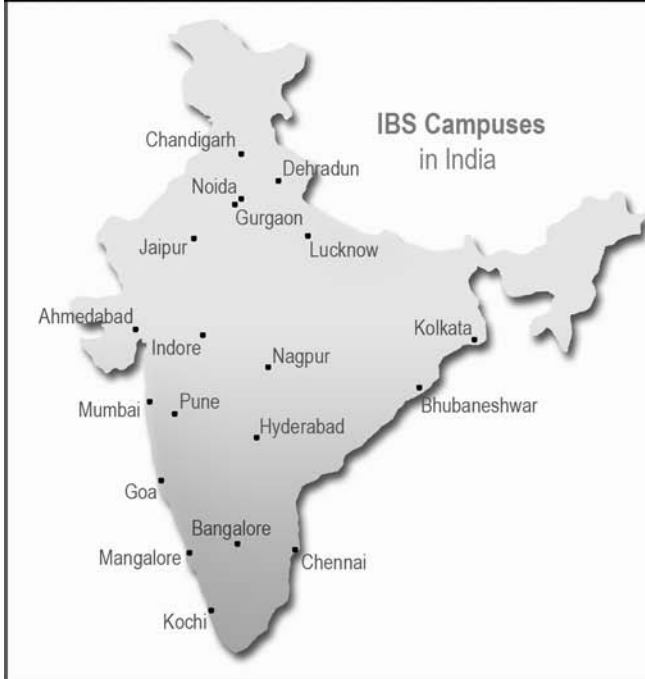 IBS Campuses
in India
Chandigarh
Dehradun
Noida
Gurgaon
Jaipur
Lucknow
Ahmedabad
Kolkata
Indore
Nagpur
Mumbai
Pune
Bhubaneshwar
Hyderabad
Goa
Bangalore
Mangalore
Chennai
Kochi